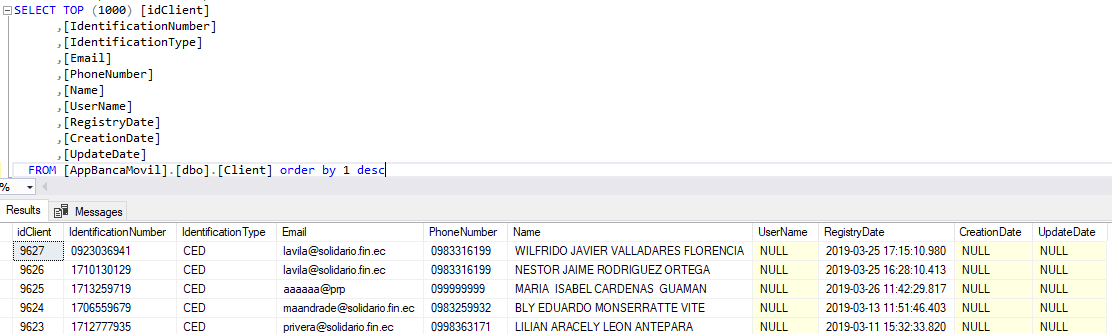 SELECT TOP (1000) [idClient]
,[IdentificationNumber]
,[IdentificationType]
,[Email]
,[PhoneNumber]
,[Name]
,[UserName]
,[RegistryDate]
,[CreationDate]
,[UpdateDate]
FROM [AppBancaMovil].[dbo].[Client] order by 1 desc
%
Results Messages
idClient IdentificationNumber IdentificationType Email PhoneNumber Name UserName RegistryDate CreationDate UpdateDate
9627 0923036941 CED lavila@solidario.fin.ec 0983316199 WILFRIDO JAVIER VALLADARES FLORENCIA NULL 2019-03-25 17:15:10.980 NULL NULL
9626 1710130129 CED lavila@solidario.fin.ec 0983316199 NESTOR JAIME RODRIGUEZ ORTEGA NULL 2019-03-25 16:28:10.413 NULL NULL
9625 1713259719 CED aaaaaa@prp 099999999 MARIA ISABEL CARDENAS GUAMAN NULL 2019-03-26 11:42:29.817 NULL NULL
9624 1706559679 CED maandrade@solidario.fin.ec 0983259932 BLY EDUARDO MONSERRATTE VITE NULL 2019-03-13 11:51:46.403 NULL NULL
9623 1712777935 CED privera@solidario.fin.ec 0998363171 LILIAN ARACELY LEON ANTEPARA NULL 2019-03-11 15:32:33.820 NULL NULL